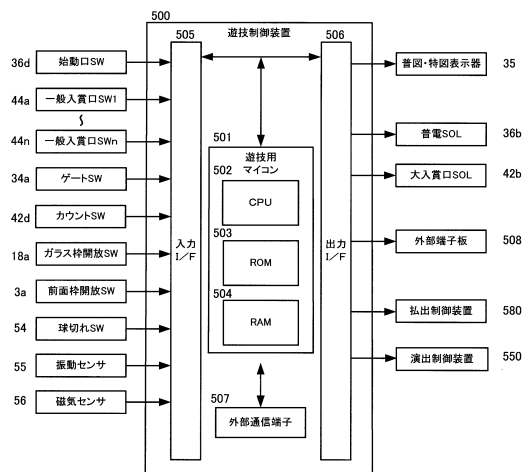 500
遊技制御装置
505
506
36d 始動口SW
44a 一般入賞口SW1
44n 一般入賞口SWn
34a ゲートSW
42d カウントSW
18a ガラス枠開放SW
3a 前面枠開放SW
54 球切れSW
55 振動センサ
56 磁気センサ
入力
I/F
501
遊技用
マイコン
502
CPU
503
ROM
504
RAM
507
外部通信端子
出力
I/F
普図・特図表示器 35
普電SOL 36b
大入賞口SOL 42b
外部端子板 508
払出制御装置 580
演出制御装置 550